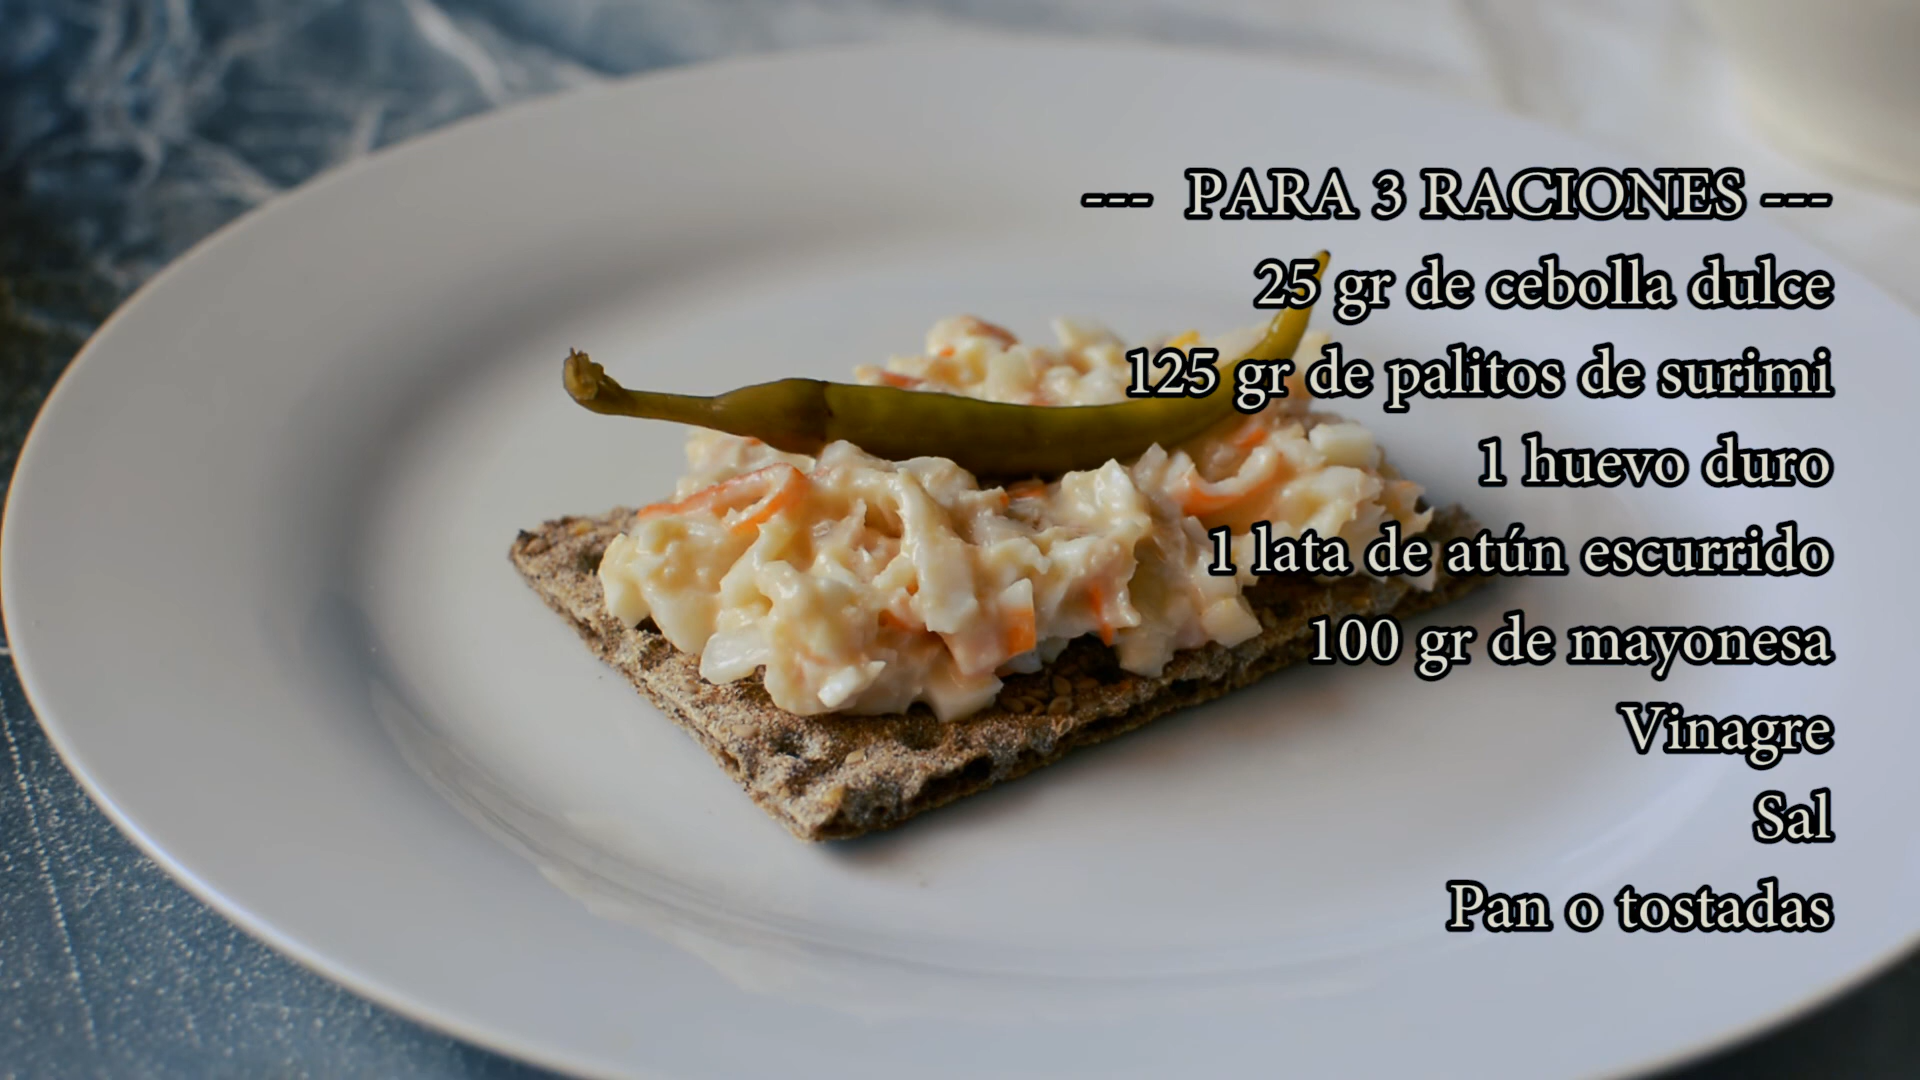 --- PARA 3 RACIONES ---
25 gr de cebolla dulce
125 gr de palitos de surimi
1 huevo duro
1 lata de atún escurrido
100 gr de mayonesa
Vinagre
Sal
Pan o tostadas